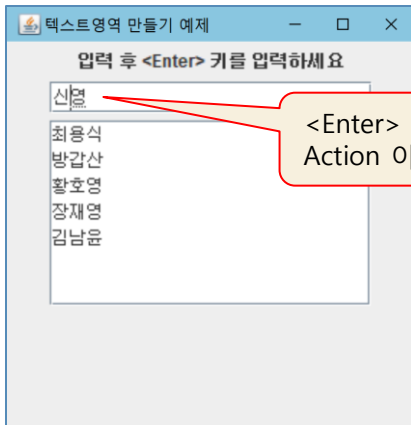 텍스트영역 만들기 예제
입력 후 <Enter> 키를 입력하세요
신명
<Enter>
Action
최용식
방갑산
황호영
장재영
김남윤